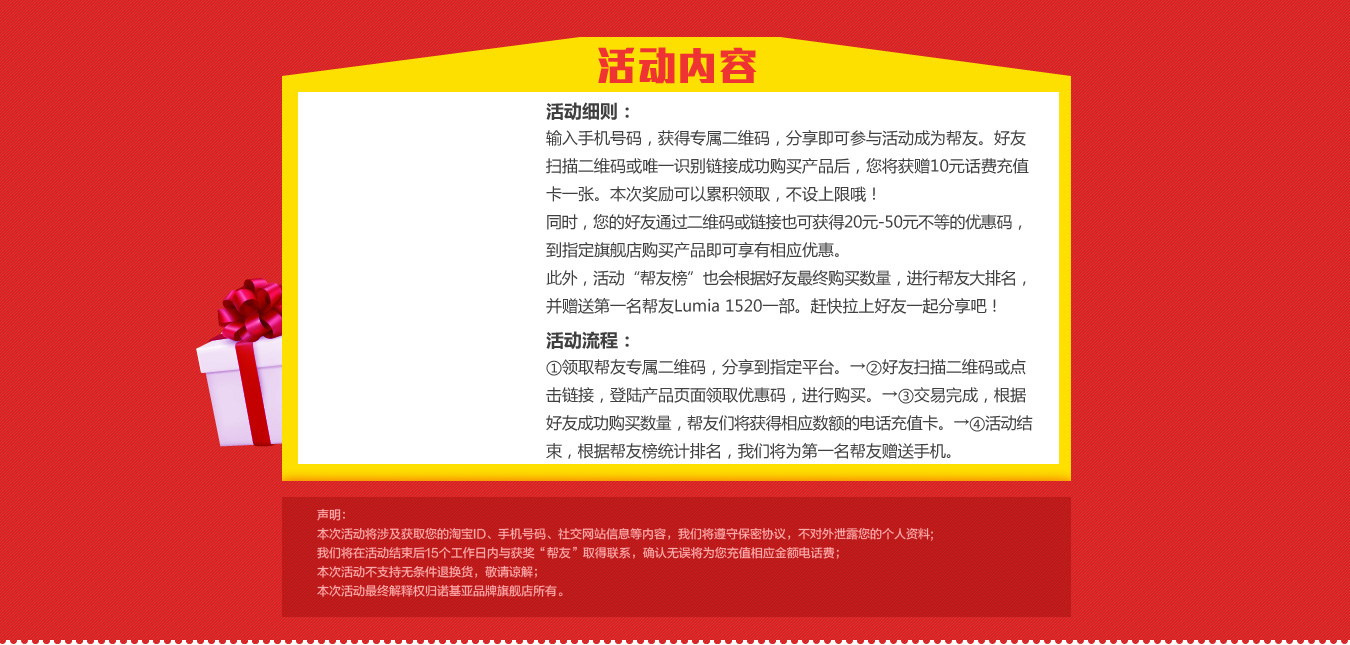 活动内容
活动细则：
输入手机号码，获得专属二维码，分享即可参与活动成为帮友。好友
扫描二维码或唯一识别链接成功购买产品后，您将获赠10元话费充值
卡一张。本次奖励可以累积领取，不设上限哦！
同时，您的好友通过二维码或链接也可获得20元-50元不等的优惠码，
到指定旗舰店购买产品即可享有相应优惠。
此外，活动“帮友榜”也会根据好友最终购买数量，进行帮友大排名，
并赠送第一名帮友Lumia 1520一部。赶快拉上好友一起分享吧！
活动流程：
①领取帮友专属二维码，分享到指定平台。→②好友扫描二维码或点
击链接，登陆产品页面领取优惠码，进行购买。→③交易完成，根据
好友成功购买数量，帮友们将获得相应数额的电话充值卡。→④活动结
束，根据帮友榜统计排名，我们将为第一名帮友赠送手机。
声明：
本次活动将涉及获取您的淘宝ID、手机号码、社交网站信息等内容，我们将遵守保密协议，不对外泄露您的个人资料；
我们将在活动结束后15个工作日内与获奖“帮友”取得联系，确认无误将为您充值相应金额电话费；
本次活动不支持无条件退换货，敬请谅解；
本次活动最终解释权归诺基亚品牌旗舰店所有。